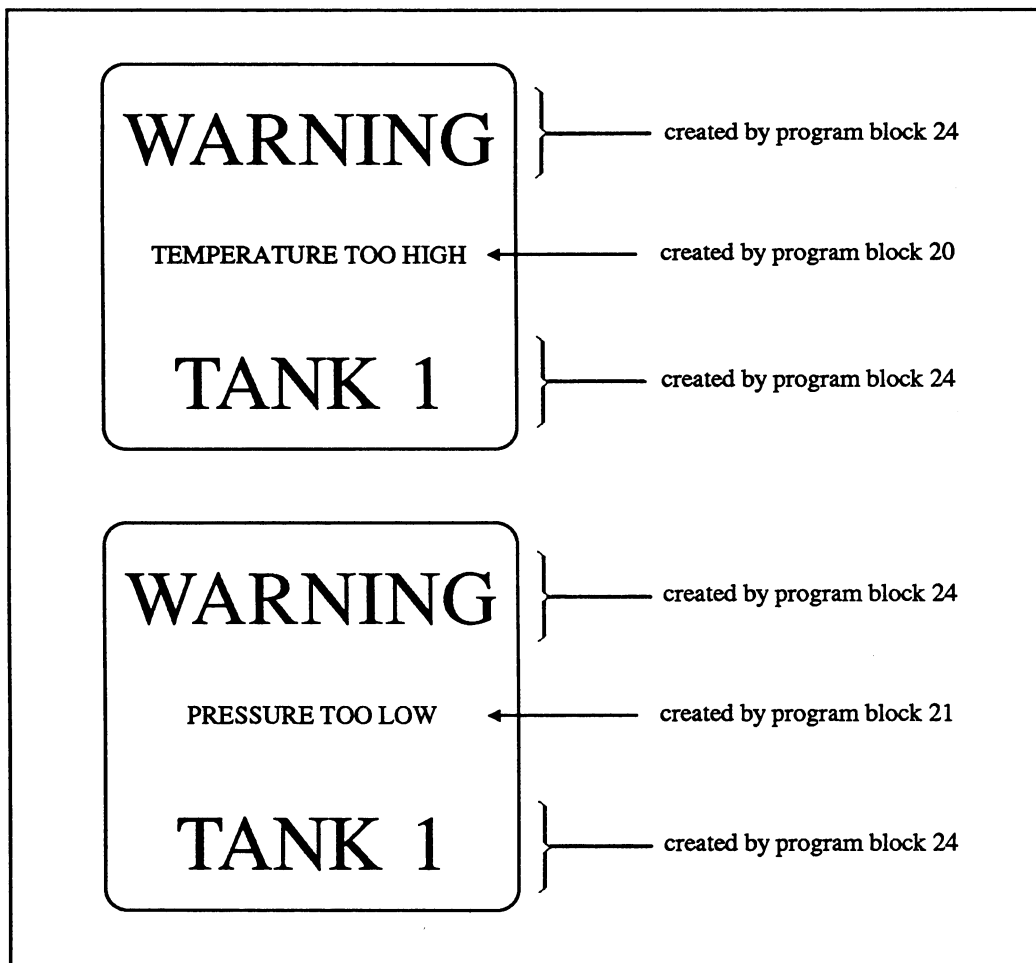 WARNING
created by program block 24
TEMPERATURE TOO HIGH
created by program block 20
TANK 1
created by program block 24
WARNING
created by program block 24
PRESSURE TOO LOW
created by program block 21
TANK 1
created by program block 24